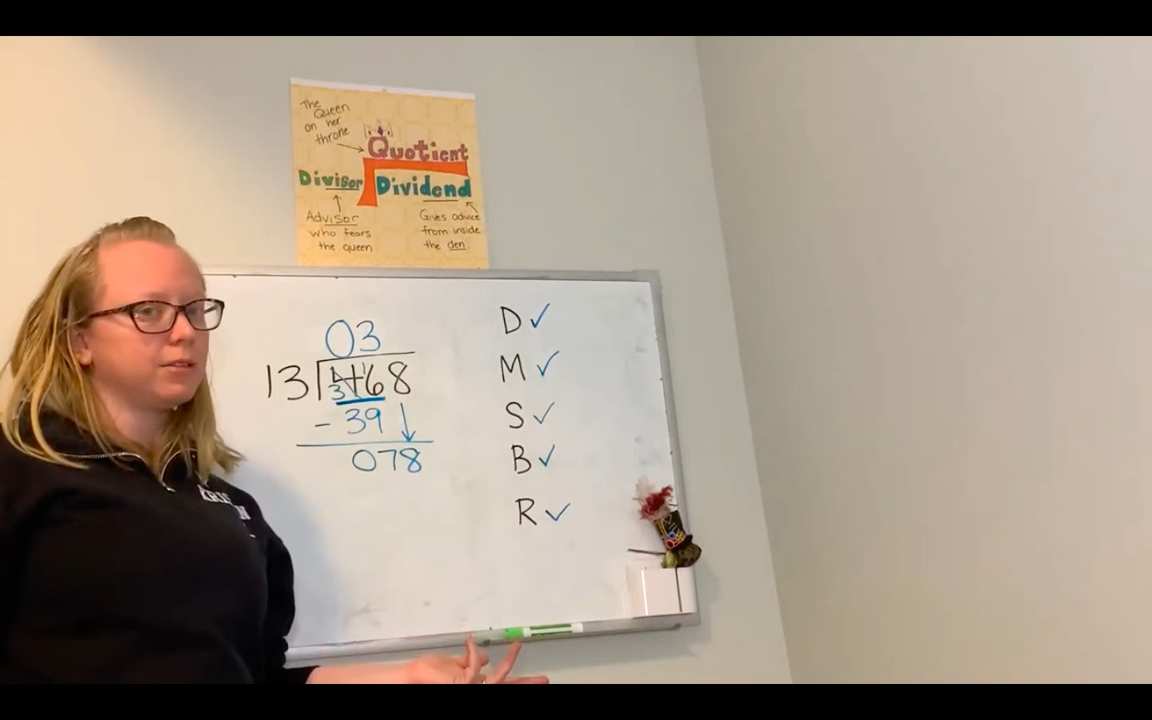 The
Queen
on her
throne
Quotient
Divisor
Dividend
Advisor
who fears
the queen
Gives advice
from inside
the den
03
13 468
- 39
078
D ✓
M ✓
S ✓
B ✓
R ✓